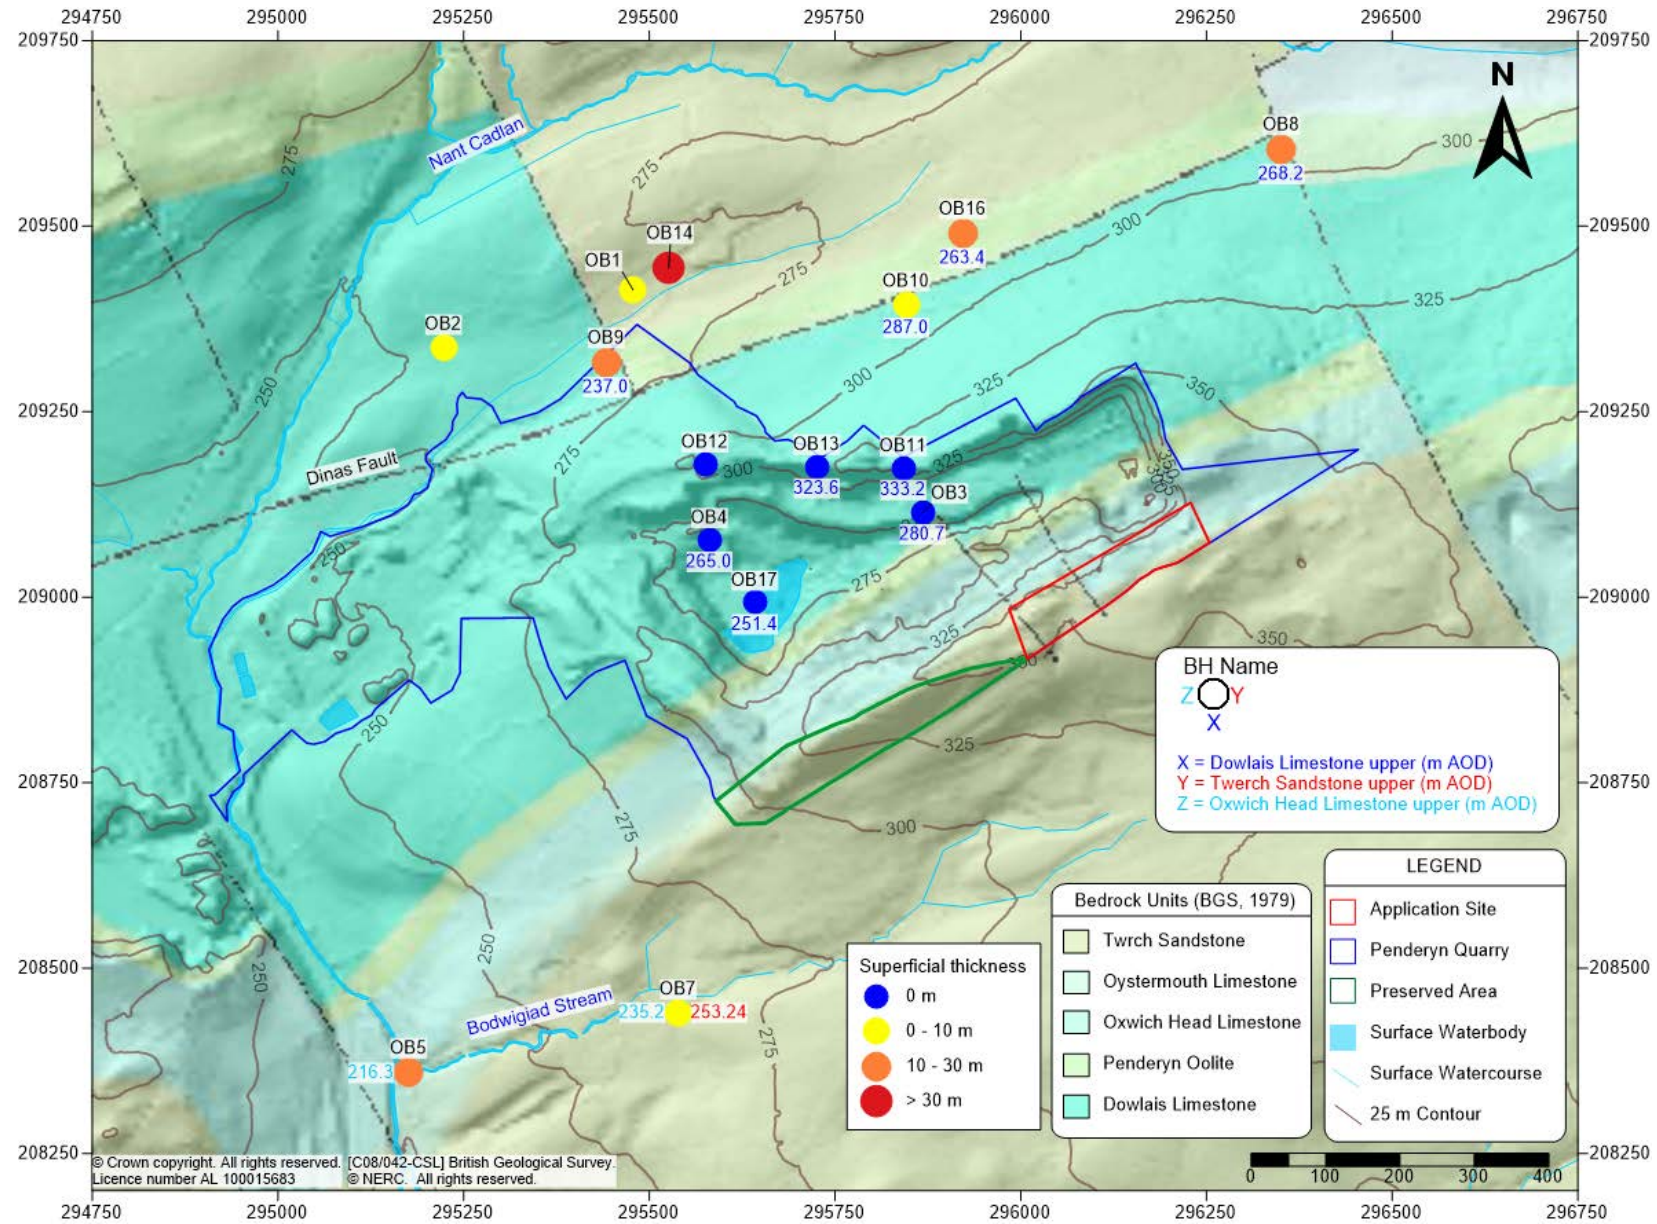 294750 295000 295250 295500 295750 296000 296250 296500 296750
209750 209750
N
Nant Cadlan
OB8
300
268.2
275
275
OB16
263.4
300
209500 209500
OB14
OB1
275
OB10
287.0
325
OB2
OB9
237.0
250
300
325
350
209250 209250
OB12
OB13
OB11
300
325
323.6
333.2
OB3
280.7
275
Dinas Fault
350
300
OB4
265.0
250
275
OB17
251.4
209000 209000
325
350
300
250
325
BH Name
Z Y
X
X = Dowlais Limestone upper (m AOD)
Y = Twerch Sandstone upper (m AOD)
Z = Oxwich Head Limestone upper (m AOD)
208750 208750
275
300
250
250
208500 208500
Bodwigiad Stream
OB7
235.2 253.24
OB5
216.3
275
Superficial thickness
0 m
0 - 10 m
10 - 30 m
> 30 m
Bedrock Units (BGS, 1979)
Twrch Sandstone
Oystermouth Limestone
Oxwich Head Limestone
Penderyn Oolite
Dowlais Limestone
LEGEND
Application Site
Penderyn Quarry
Preserved Area
Surface Waterbody
Surface Watercourse
25 m Contour
208250 208250
© Crown copyright. All rights reserved. [C08/042-CSL] British Geological Survey.
Licence number AL 100015683 © NERC. All rights reserved.
0 100 200 300 400
294750 295000 295250 295500 295750 296000 296250 296500 296750